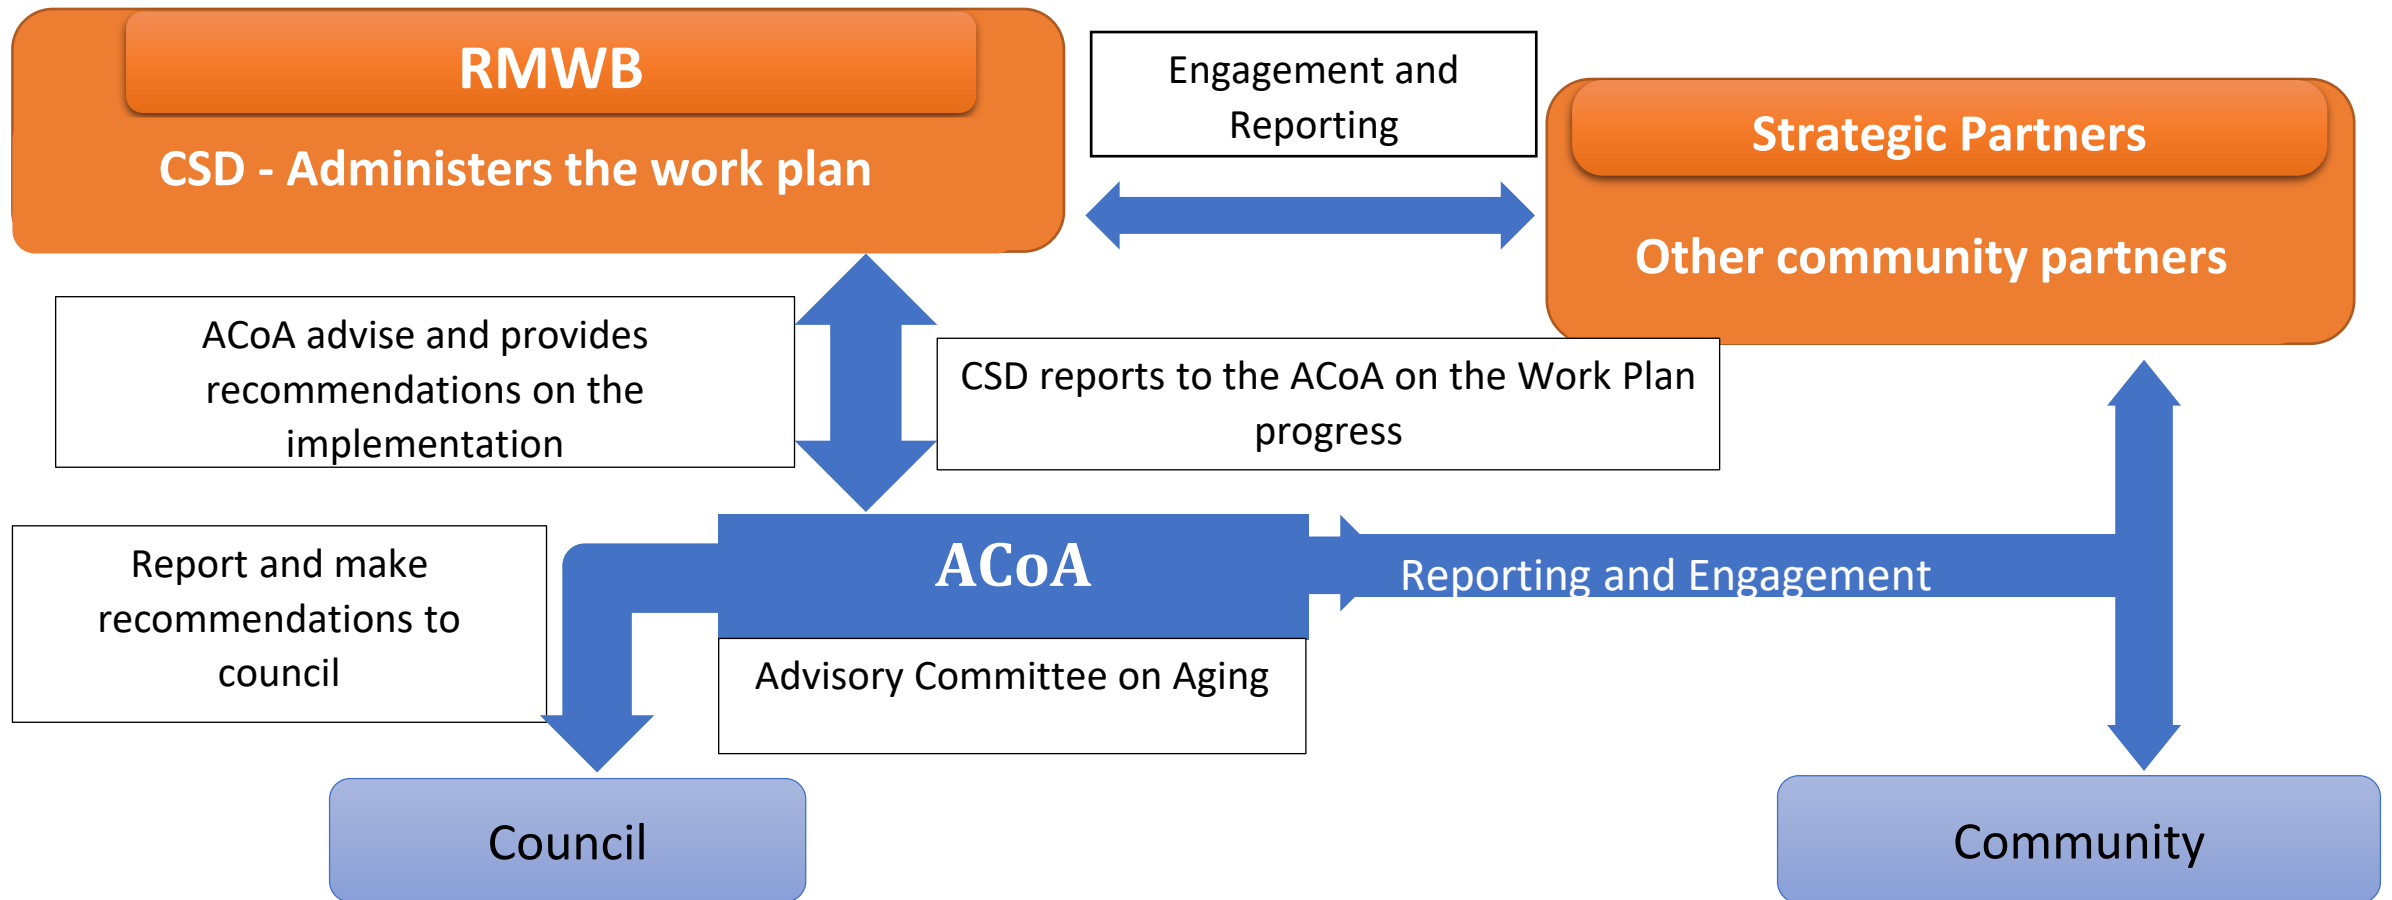 RMWB
CSD - Administers the work plan
Engagement and
Reporting
Strategic Partners
Other community partners
ACoA advise and provides
recommendations on the
implementation
CSD reports to the ACoA on the Work Plan
progress
Report and make
recommendations to
council
ACoA
Reporting and Engagement
Advisory Committee on Aging
Council
Community